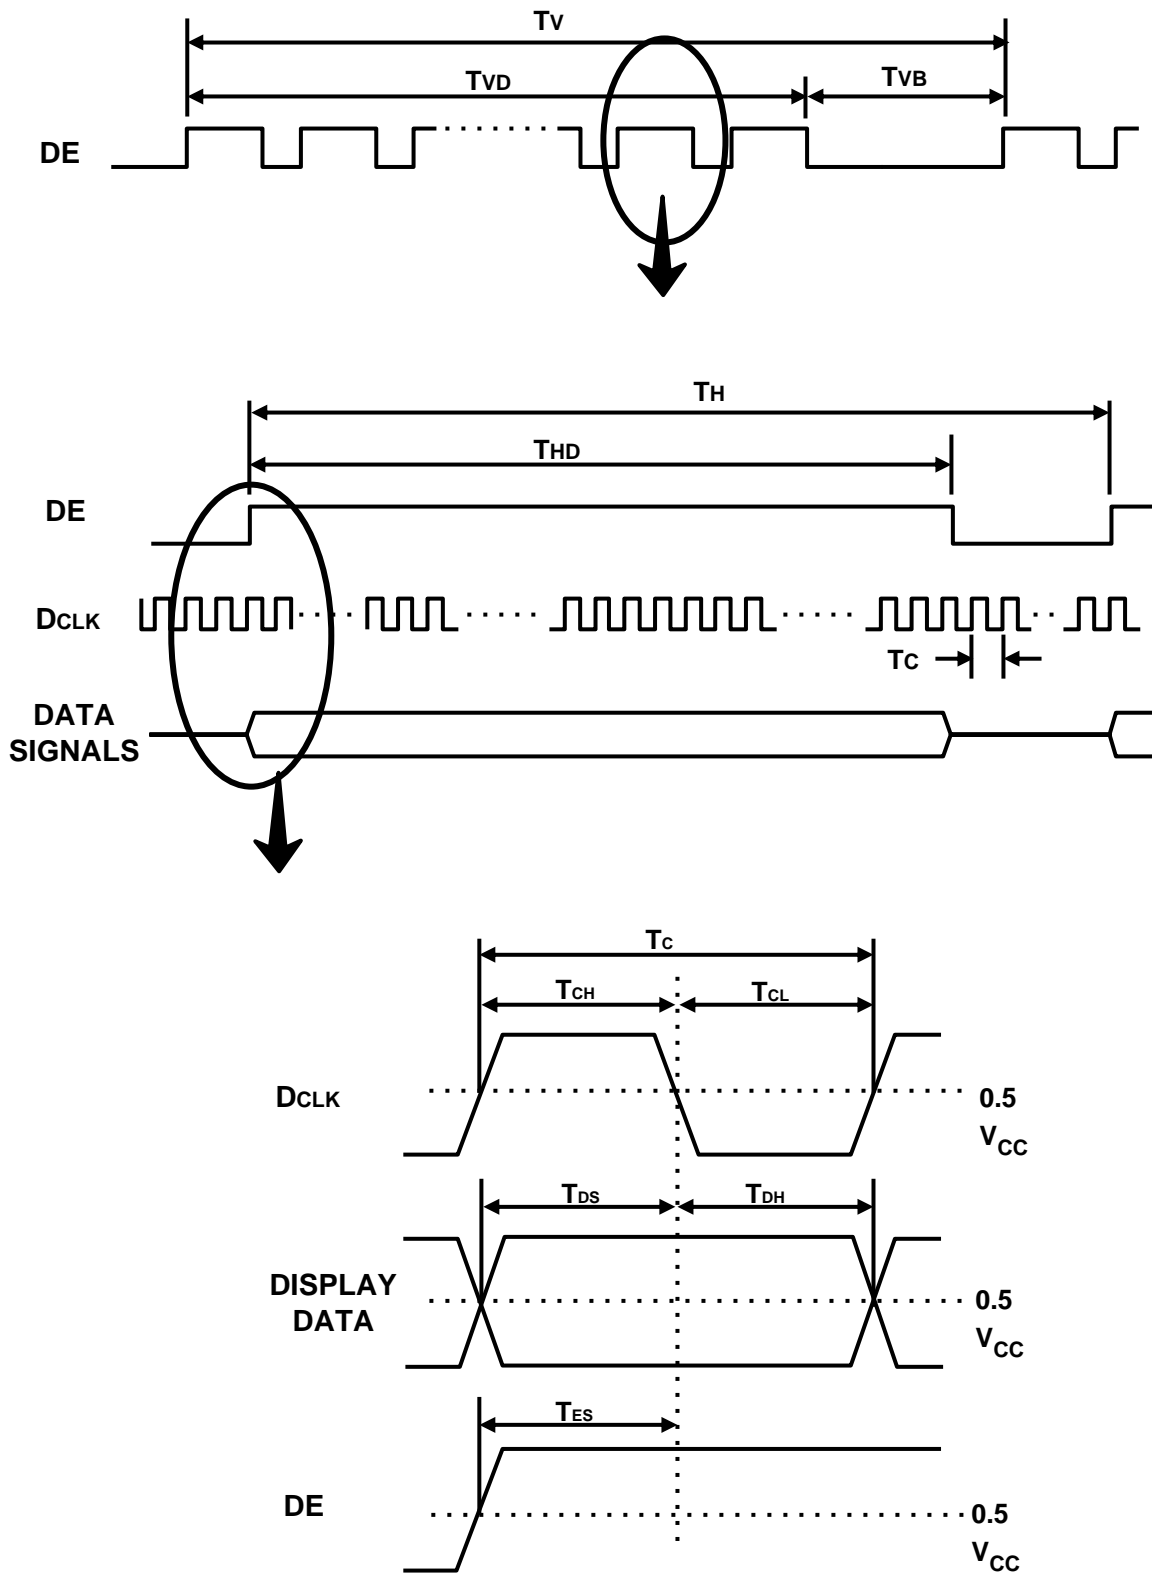 TV
TVD
TVB
DE
TH
THD
DE
DCLK
TC
DATA
SIGNALS
TC
TCH
TCL
DCLK
0.5
VCC
TDS
TDH
DISPLAY
DATA
0.5
VCC
TES
DE
0.5
VCC